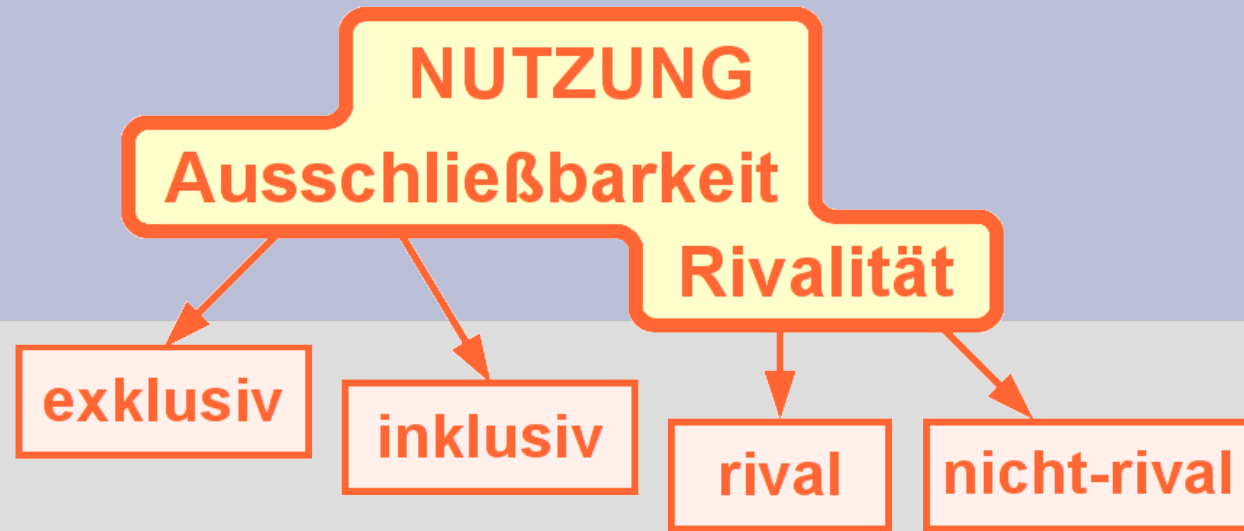 NUTZUNG
Ausschließbarkeit
Rivalität
exklusiv
inklusiv
rival
nicht-rival